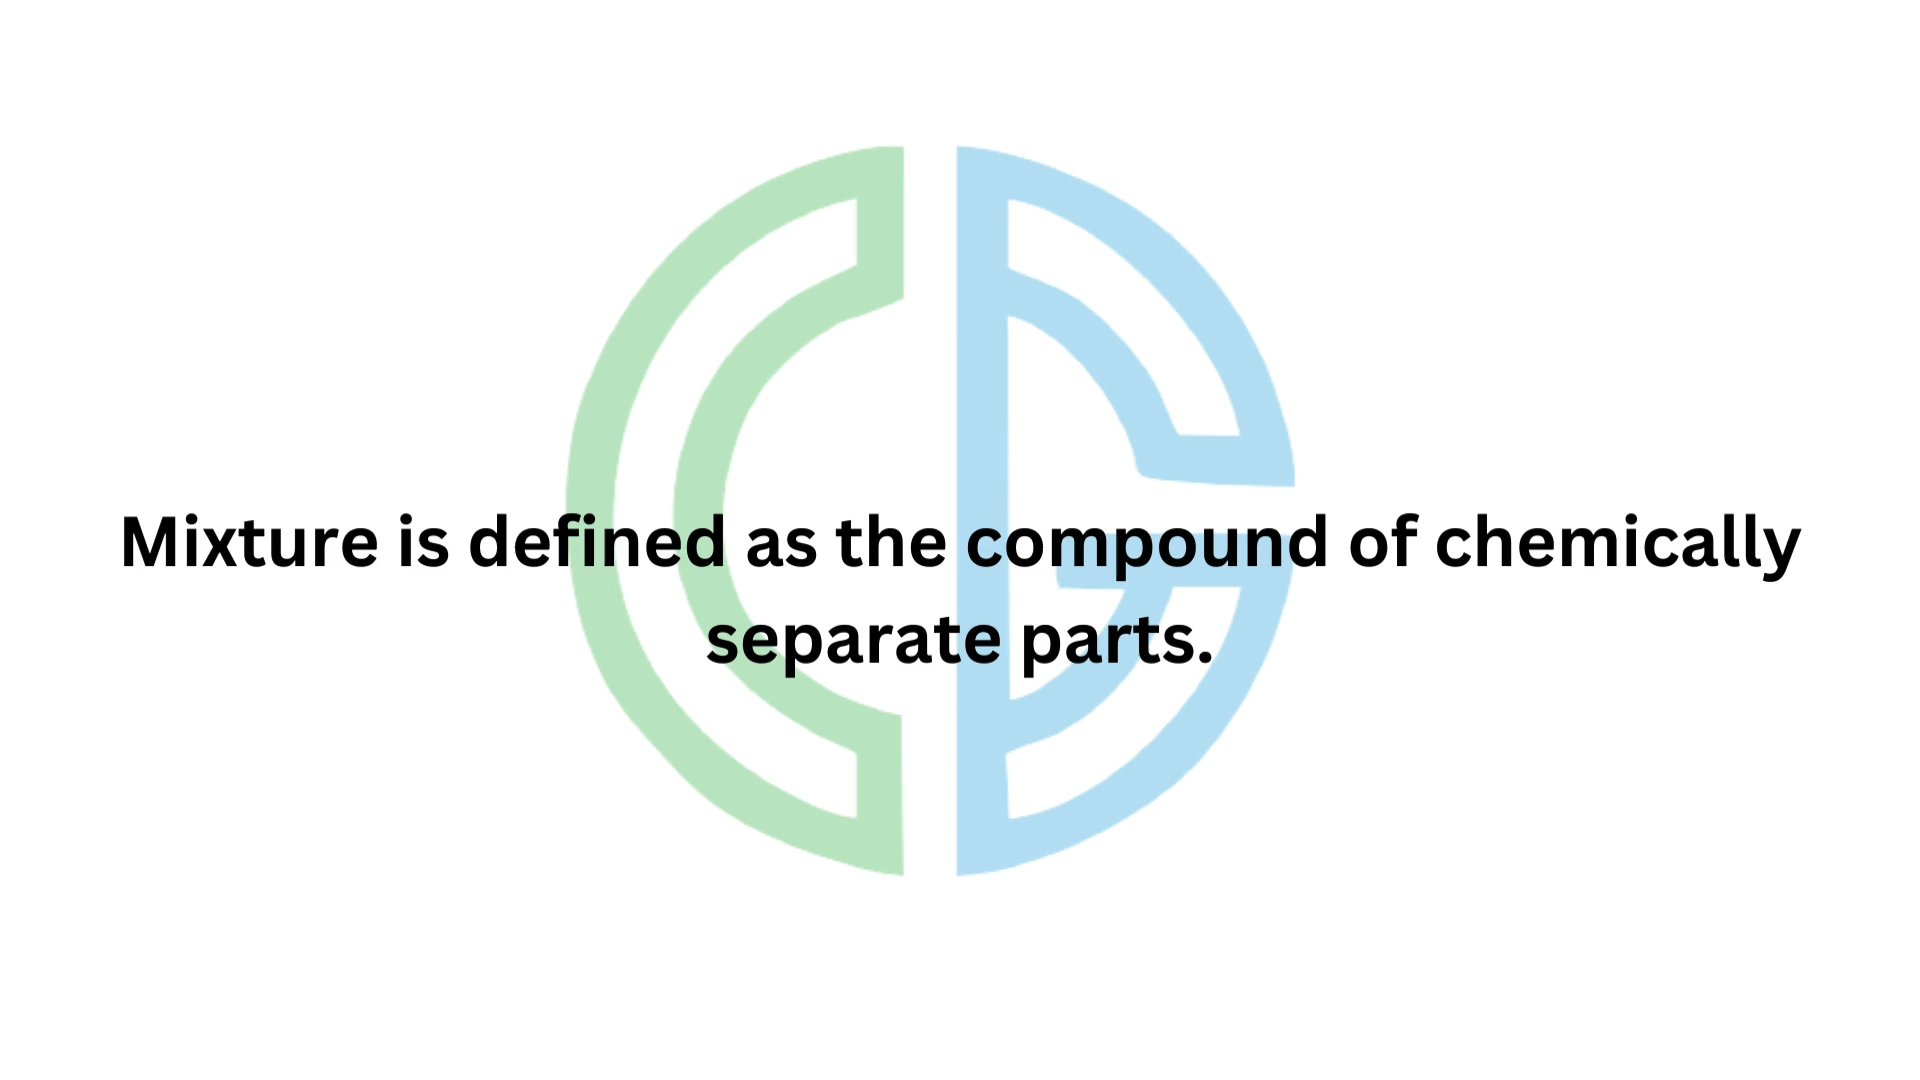 Mixture is defined as the compound of chemically
separate parts.